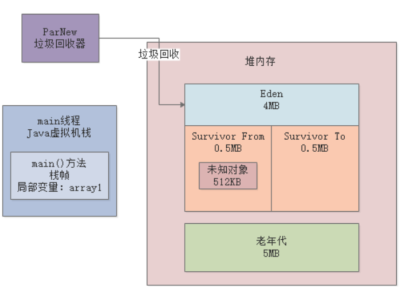 ParNew
垃圾回收器
垃圾回收
堆内存
Eden
4MB
main线程
Java虚拟机栈
main()方法
栈帧
局部变量: array1
Survivor From
0.5MB
Survivor To
0.5MB
未知对象
512KB
老年代
5MB